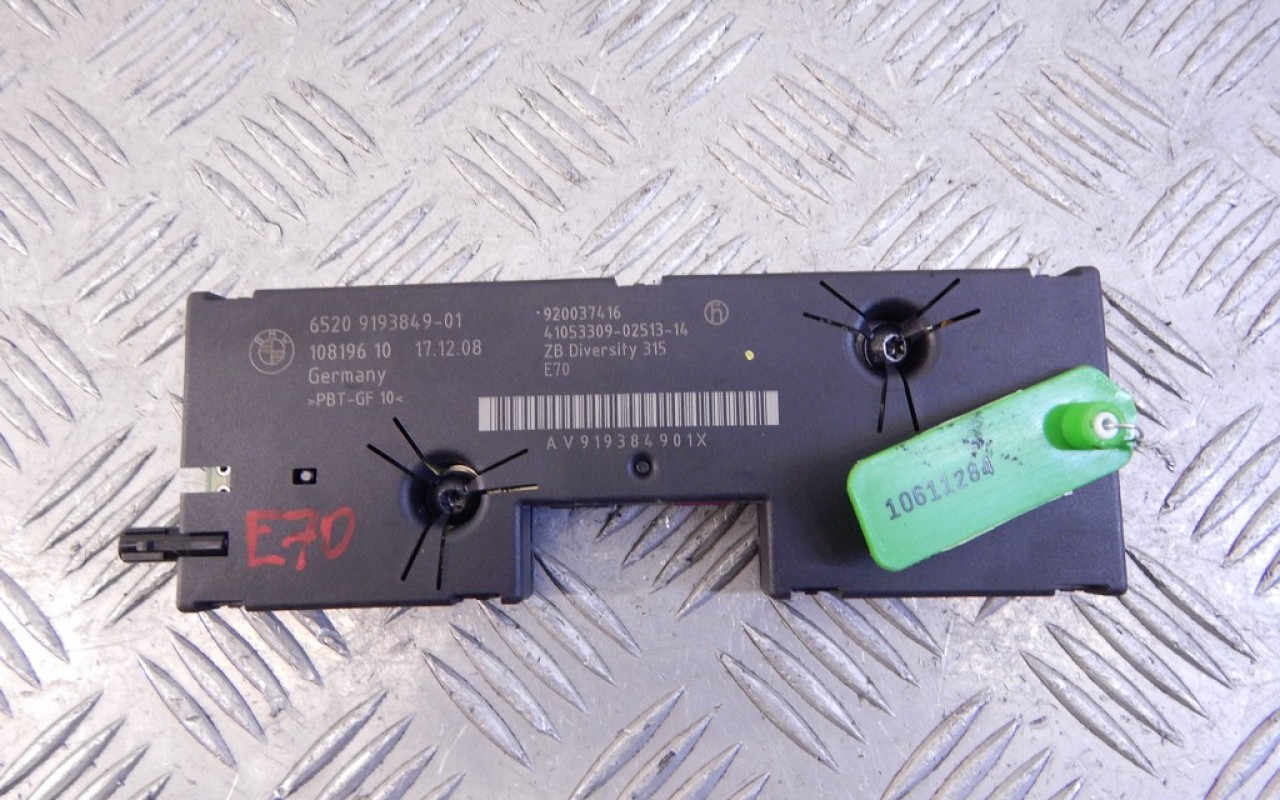 6520 9193849-01
108196 10 17.12.08
Germany
>PBT-GF 10<
920037416
41053309-02513-14
ZB Diversity 315
E70
h
AV919384901X
E70
10611284